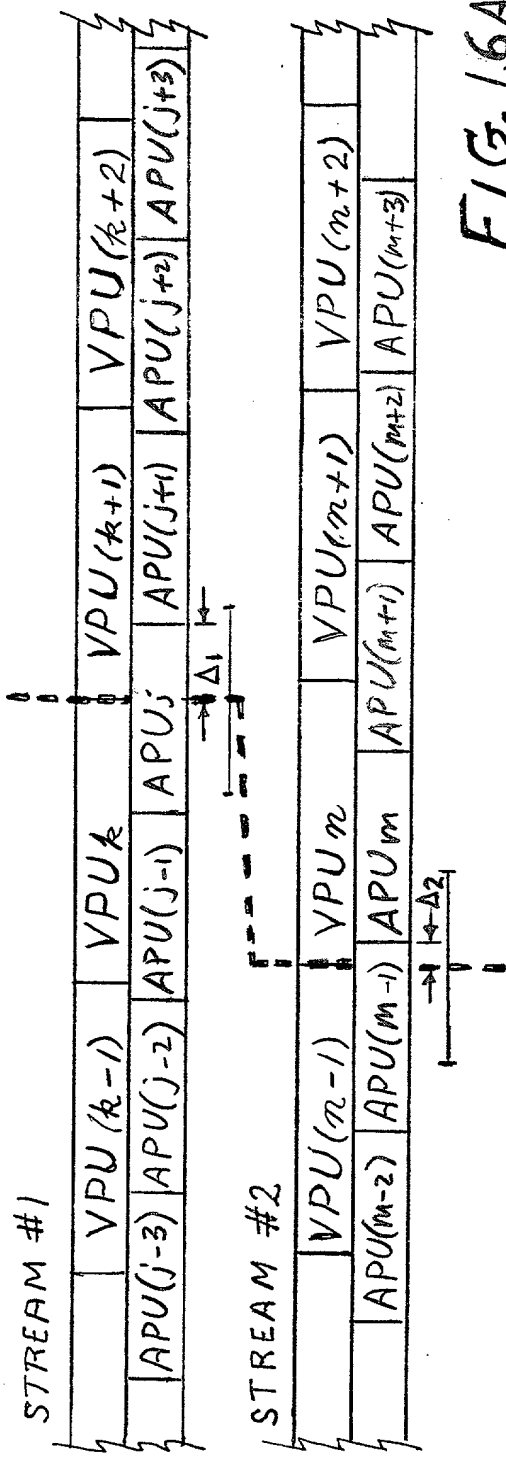 STREAM #1
VPU(k-1) VPUk VPU(k+1) VPU(k+2)
APU(j-3) APU(j-2) APU(j-1) APUj APU(j+1) APU(j+2) APU(j+3)
Δ1
STREAM #2
VPU(n-1) VPUn VPU(n+1) VPU(n+2)
APU(m-2) APU(m-1) APUm APU(m+1) APU(m+2) APU(m+3)
Δ2
FIG. 16A